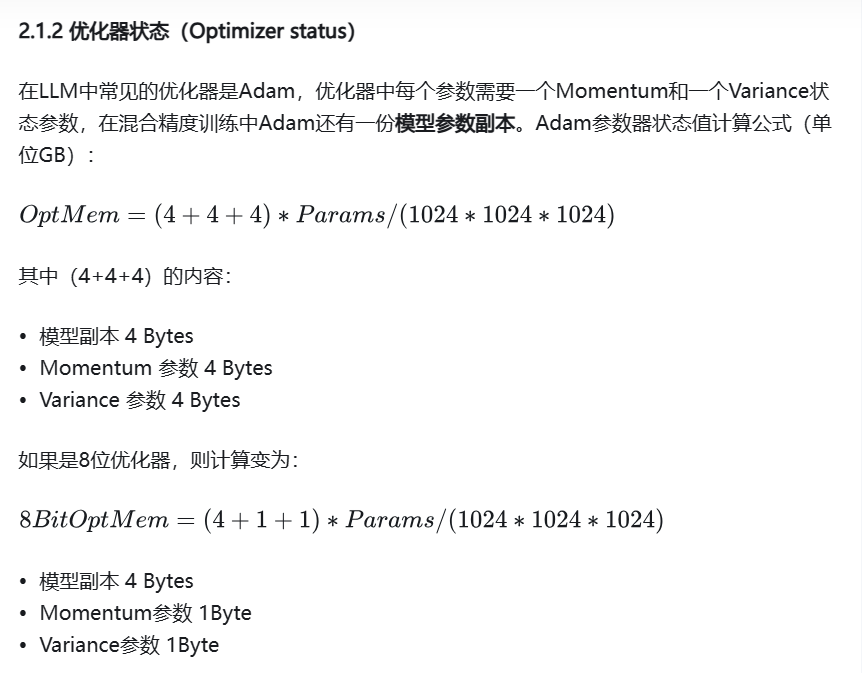 2.1.2 优化器状态（Optimizer status）
在LLM中常见的优化器是Adam，优化器中每个参数需要一个Momentum和一个Variance状
态参数，在混合精度训练中Adam还有一份模型参数副本。Adam参数器状态值计算公式（单
位GB）：
OptMem = (4 + 4 + 4) ∗ Params/(1024 ∗ 1024 ∗ 1024)
其中（4+4+4）的内容：
• 模型副本 4 Bytes
• Momentum 参数 4 Bytes
• Variance 参数 4 Bytes
如果是8位优化器，则计算变为：
8BitOptMem = (4 + 1 + 1) ∗ Params/(1024 ∗ 1024 ∗ 1024)
• 模型副本 4 Bytes
• Momentum参数 1Byte
• Variance参数 1Byte